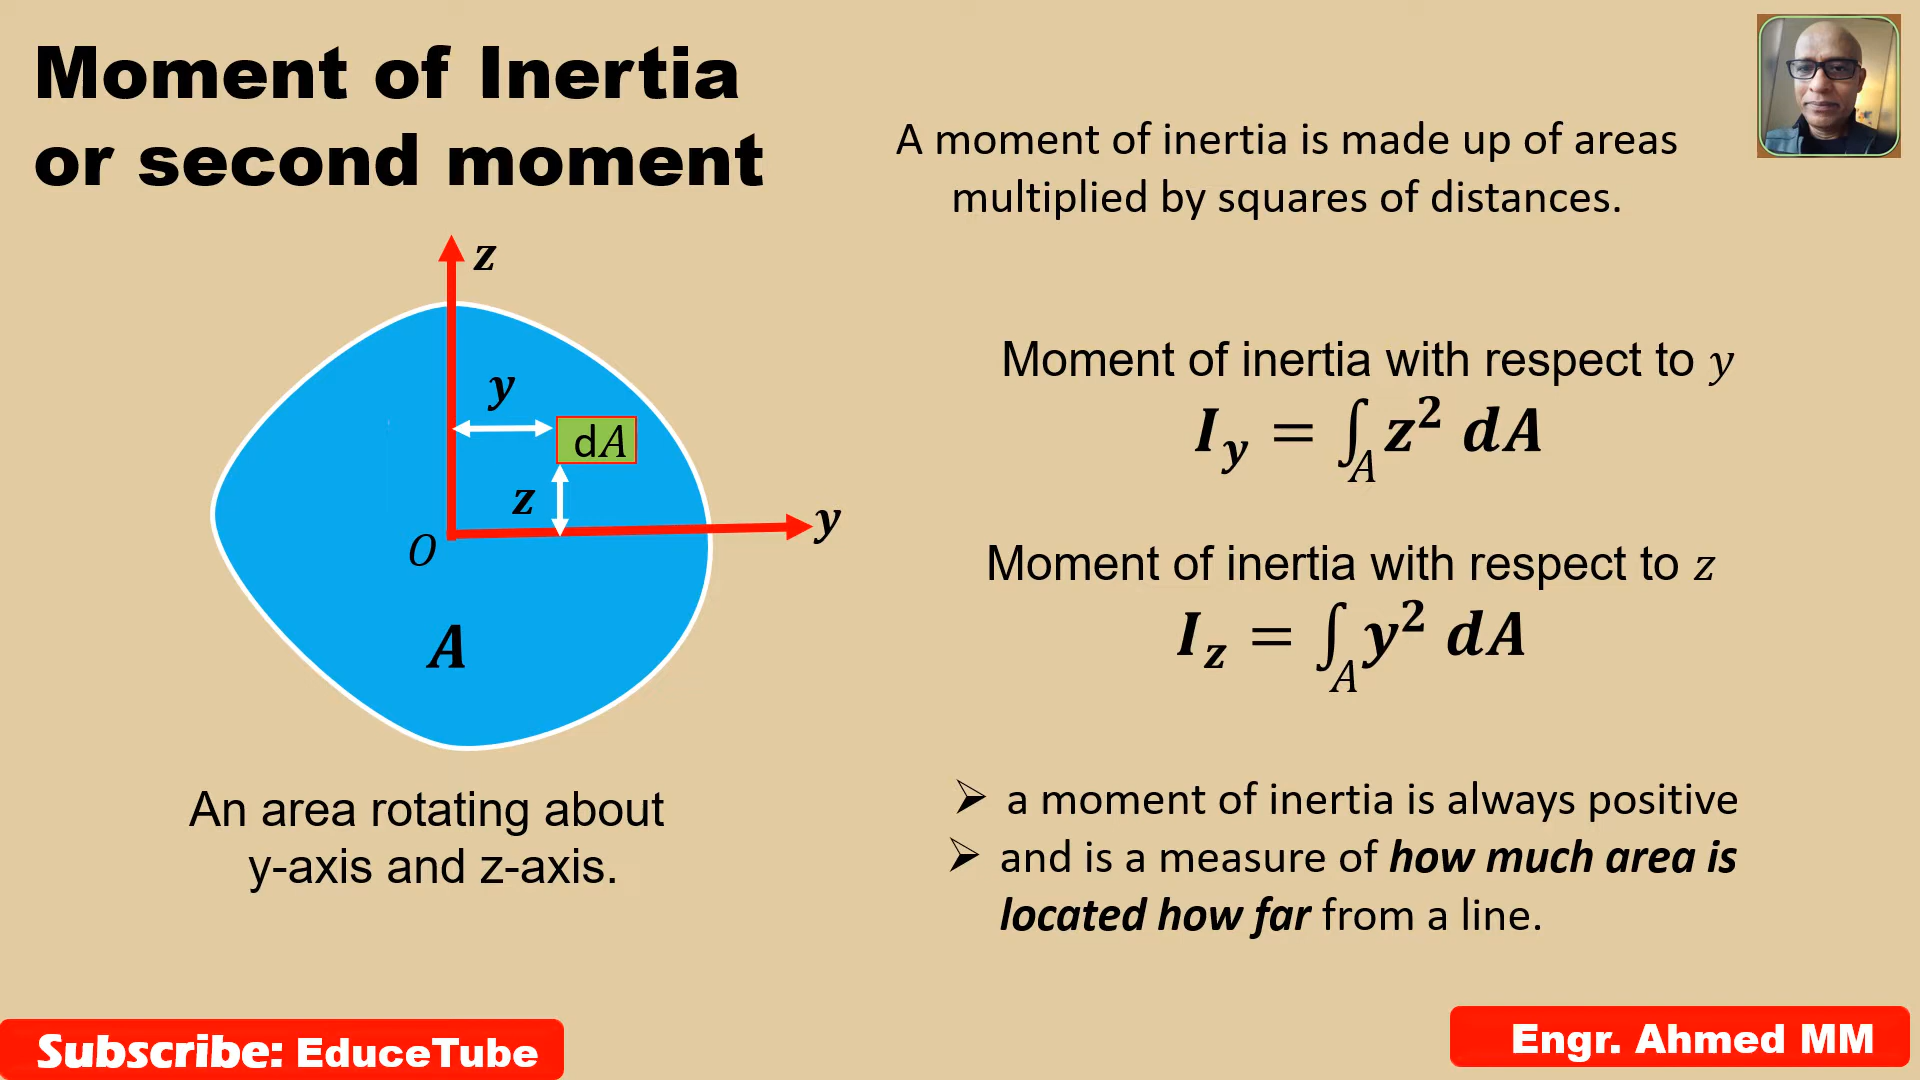 Moment of Inertia
or second moment
A moment of inertia is made up of areas
multiplied by squares of distances.
z
y
dA
z
y
O
A
An area rotating about
y-axis and z-axis.
Moment of inertia with respect to y
I_y = ∫_A z² dA
Moment of inertia with respect to z
I_z = ∫_A y² dA
➢ a moment of inertia is always positive
➢ and is a measure of how much area is
located how far from a line.
Subscribe: EduceTube
Engr. Ahmed MM